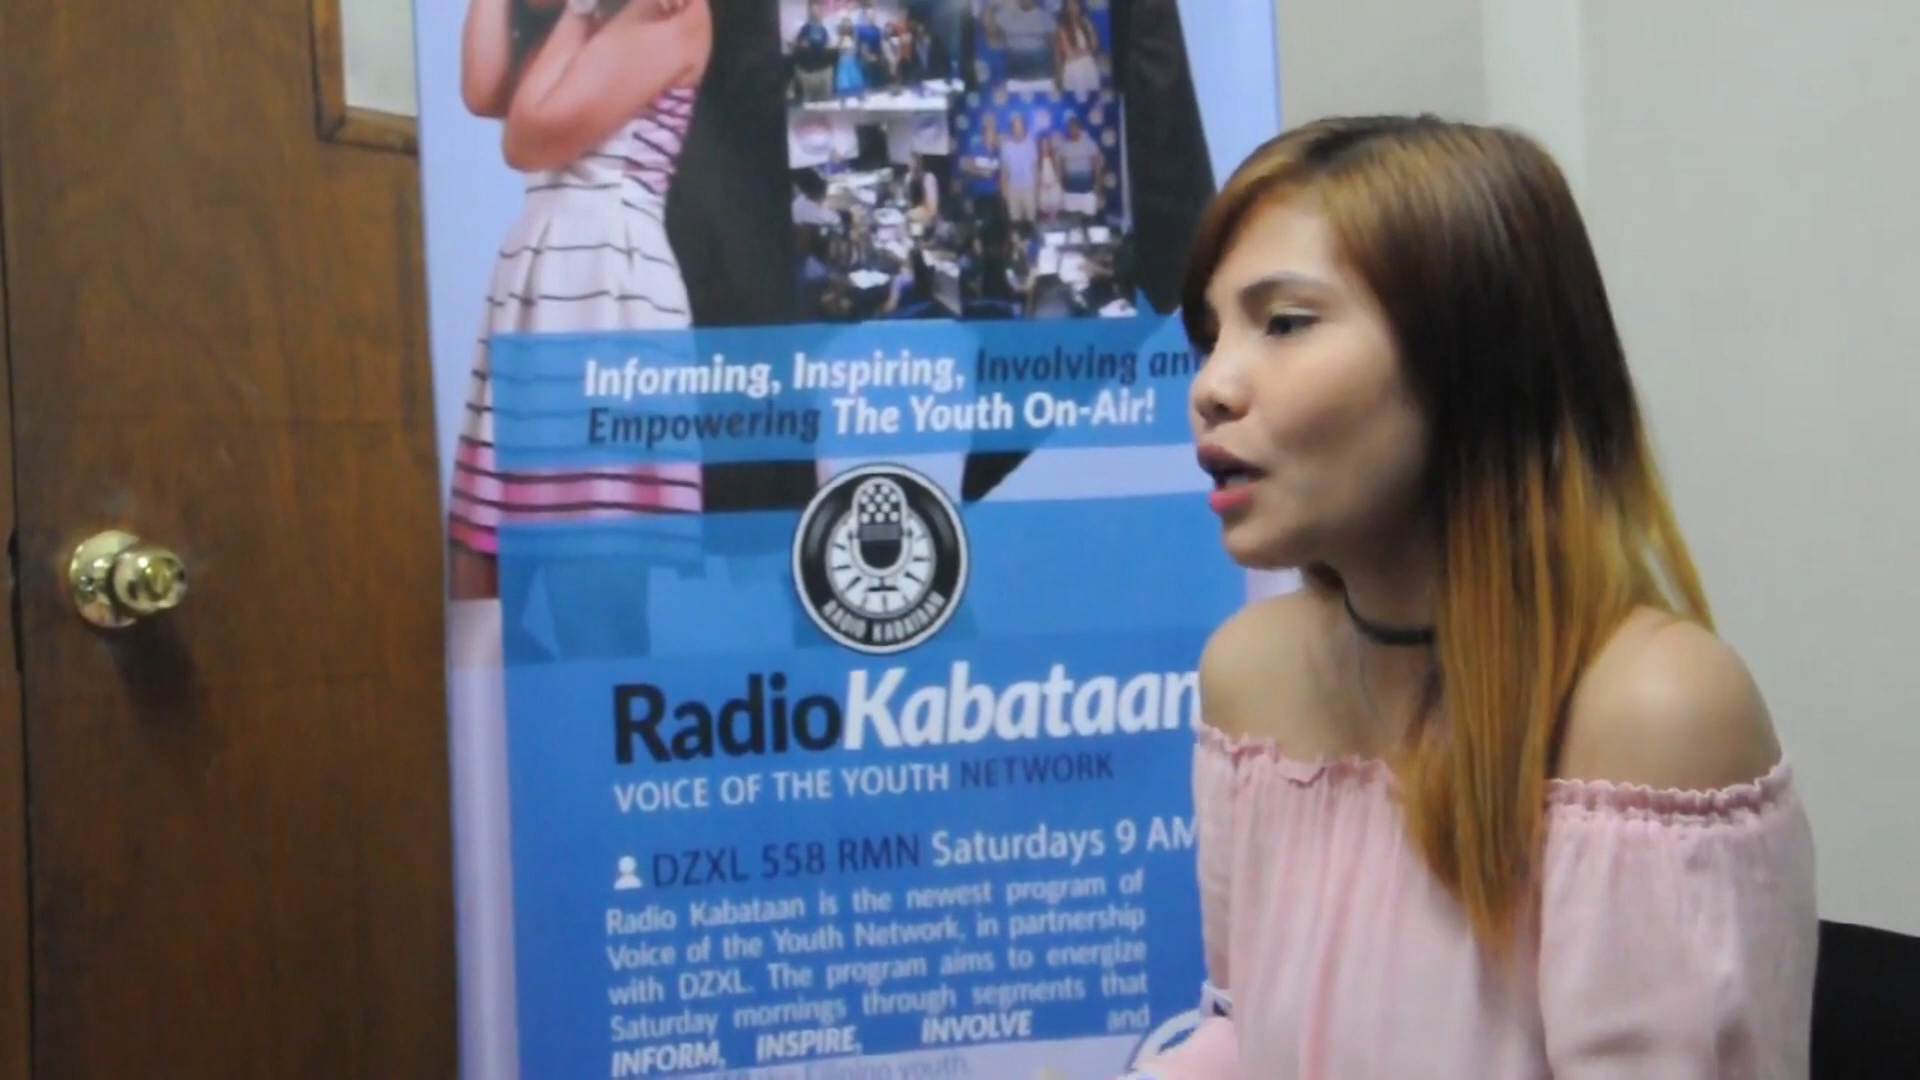 Informing, Inspiring, Involving an
Empowering The Youth On-Air!
RADIO KABATAAN
RadioKabataan
VOICE OF THE YOUTH NETWORK
DZXL 558 RMN Saturdays 9 AM
Radio Kabataan is the newest program of
Voice of the Youth Network, in partnership
with DZXL. The program aims to energize
Saturday mornings through segments that
INFORM, INSPIRE, INVOLVE and
youth.